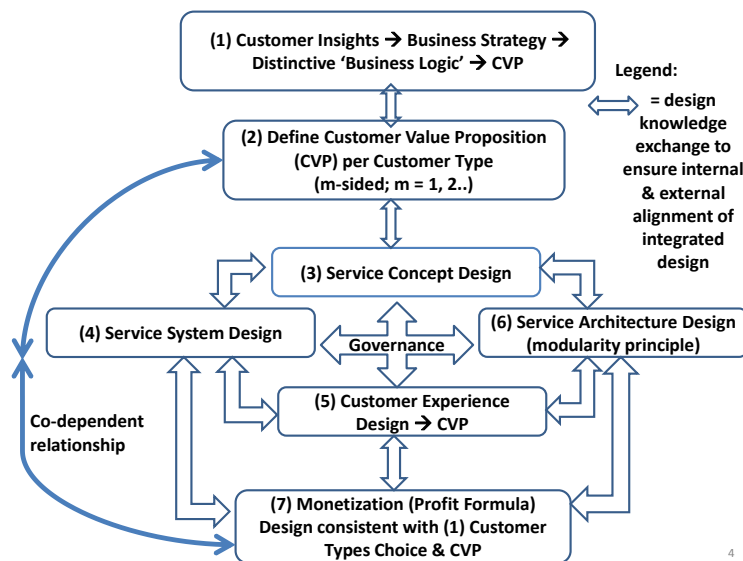 (1) Customer Insights → Business Strategy →
Distinctive ‘Business Logic’ → CVP
Legend:
= design
knowledge
exchange to
ensure internal
& external
alignment of
integrated
design
(2) Define Customer Value Proposition
(CVP) per Customer Type
(m-sided; m = 1, 2..)
(3) Service Concept Design
(4) Service System Design
Governance
(6) Service Architecture Design
(modularity principle)
(5) Customer Experience
Design → CVP
Co-dependent
relationship
(7) Monetization (Profit Formula)
Design consistent with (1) Customer
Types Choice & CVP
4